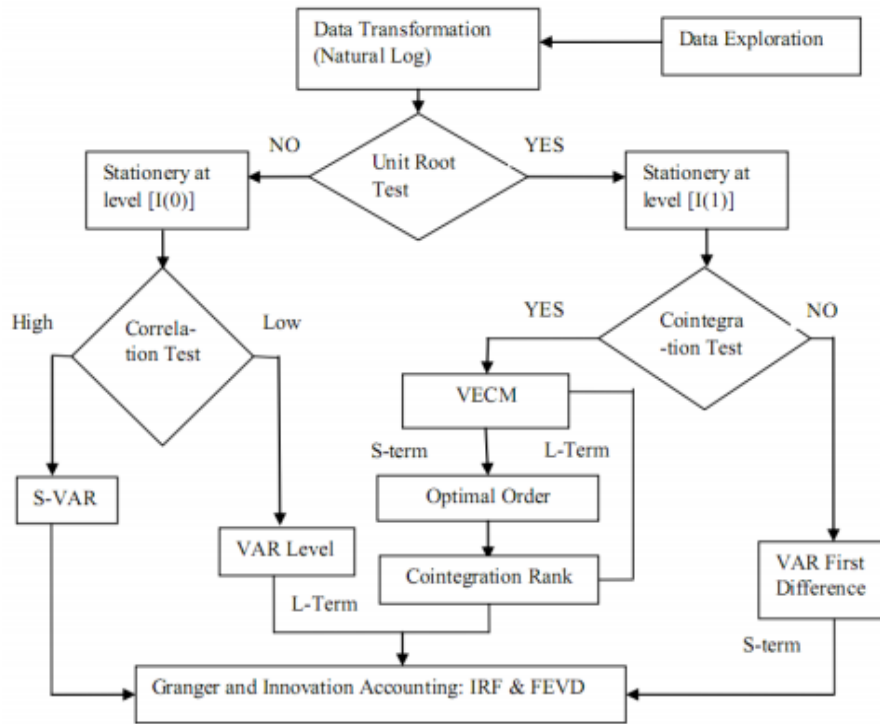 Data Transformation
(Natural Log)
Data Exploration
NO
YES
Unit Root
Test
Stationery at
level [I(0)]
Stationery at
level [I(1)]
High
Correla-
tion Test
Low
YES
Cointegra
-tion Test
NO
VECM
S-term
L-Term
S-VAR
Optimal Order
VAR Level
Cointegration Rank
VAR First
Difference
L-Term
S-term
Granger and Innovation Accounting: IRF & FEVD